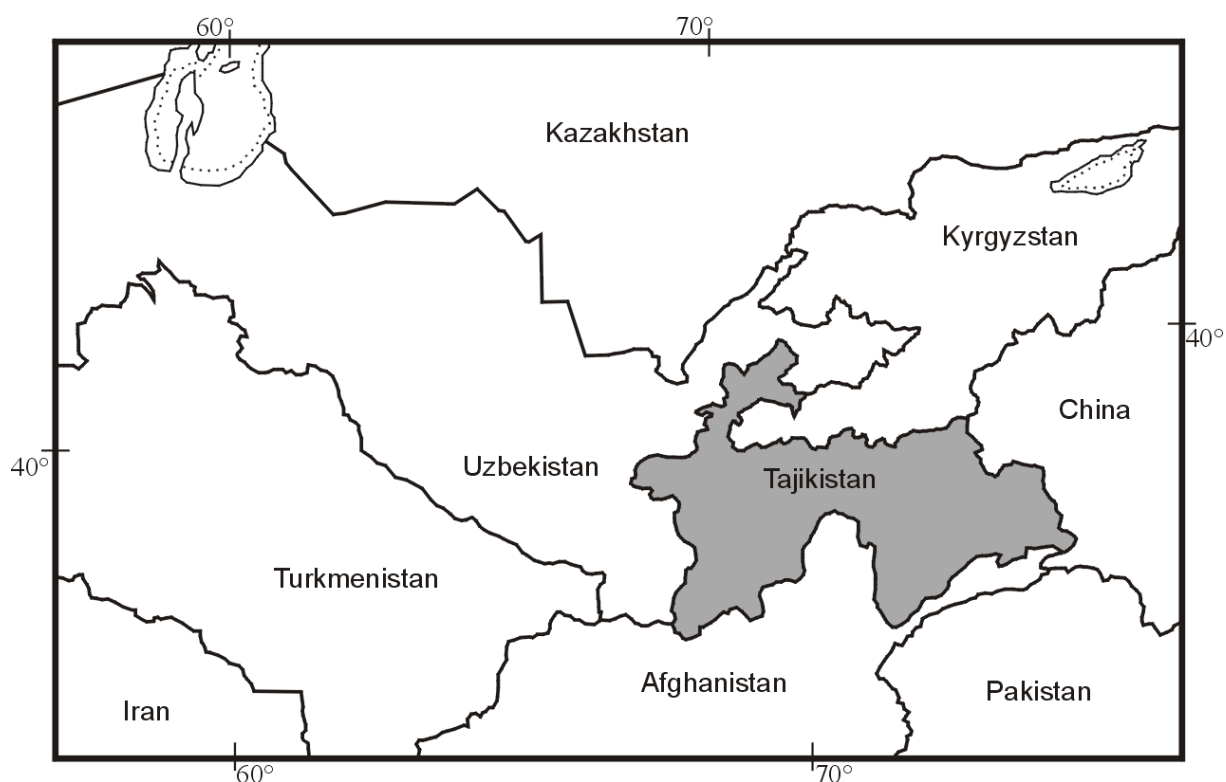 60°
70°
Kazakhstan
Kyrgyzstan
40°
China
40°
Uzbekistan
Tajikistan
Turkmenistan
Afghanistan
Pakistan
Iran
60°
70°